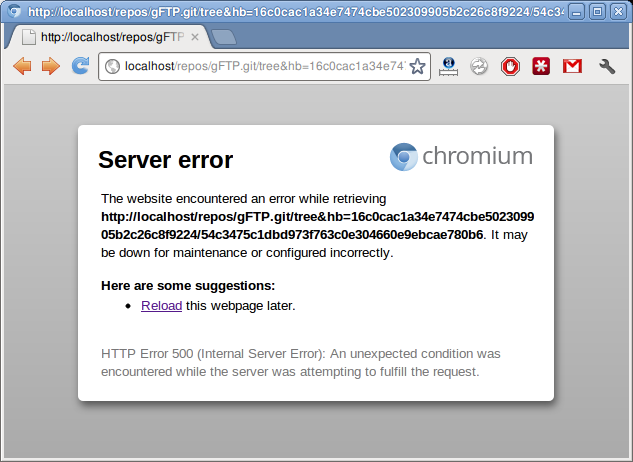 http://localhost/repos/gFTP.git/tree&hb=16c0cac1a34e7474cbe502309905b2c26c8f9224/54c34
http://localhost/repos/gFTP
localhost/repos/gFTP.git/tree&hb=16c0cac1a34e747
Server error
chromium
The website encountered an error while retrieving
http://localhost/repos/gFTP.git/tree&hb=16c0cac1a34e7474cbe5023099
05b2c26c8f9224/54c3475c1dbd973f763c0e304660e9ebcae780b6. It may
be down for maintenance or configured incorrectly.
Here are some suggestions:
• Reload this webpage later.
HTTP Error 500 (Internal Server Error): An unexpected condition was
encountered while the server was attempting to fulfill the request.